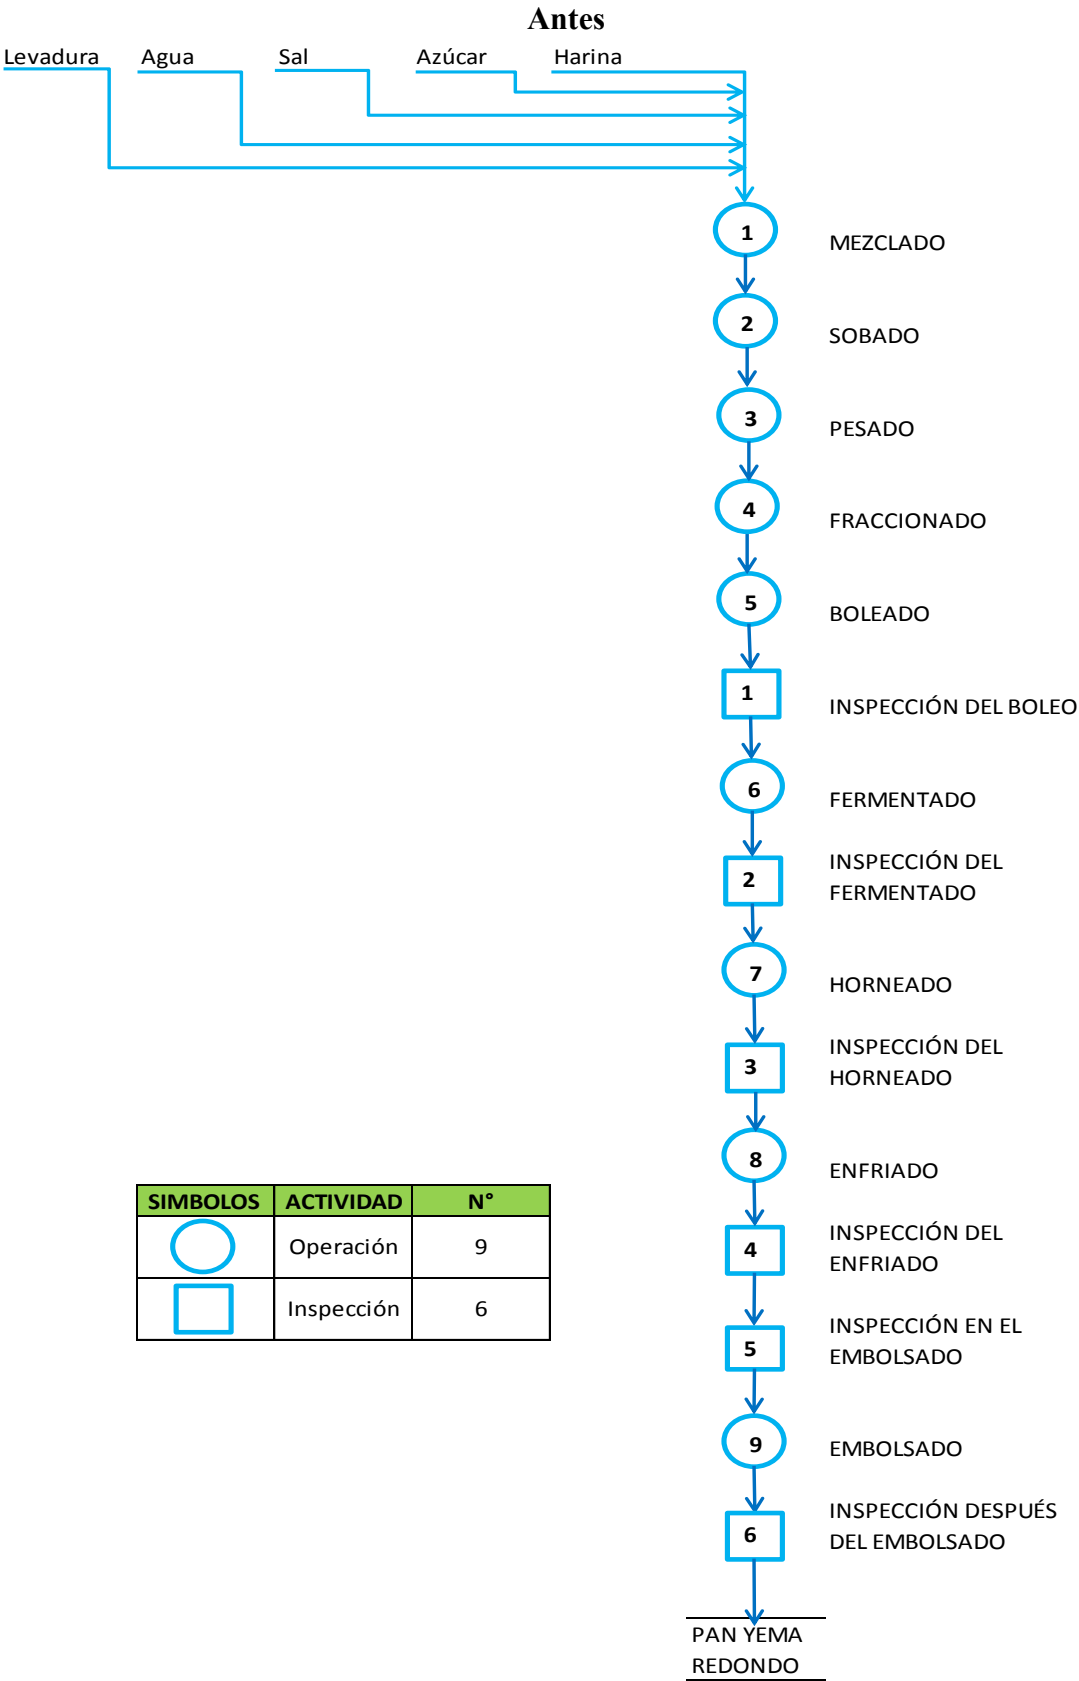 Antes
Levadura Agua Sal Azúcar Harina
1
MEZCLADO
2
SOBADO
3
PESADO
4
FRACCIONADO
5
BOLEADO
1
INSPECCIÓN DEL BOLEO
6
FERMENTADO
2
INSPECCIÓN DEL
FERMENTADO
7
HORNEADO
3
INSPECCIÓN DEL
HORNEADO
8
ENFRIADO
4
INSPECCIÓN DEL
ENFRIADO
5
INSPECCIÓN EN EL
EMBOLSADO
9
EMBOLSADO
6
INSPECCIÓN DESPUÉS
DEL EMBOLSADO
PAN YEMA
REDONDO
SIMBOLOS ACTIVIDAD N°
Operación 9
Inspección 6